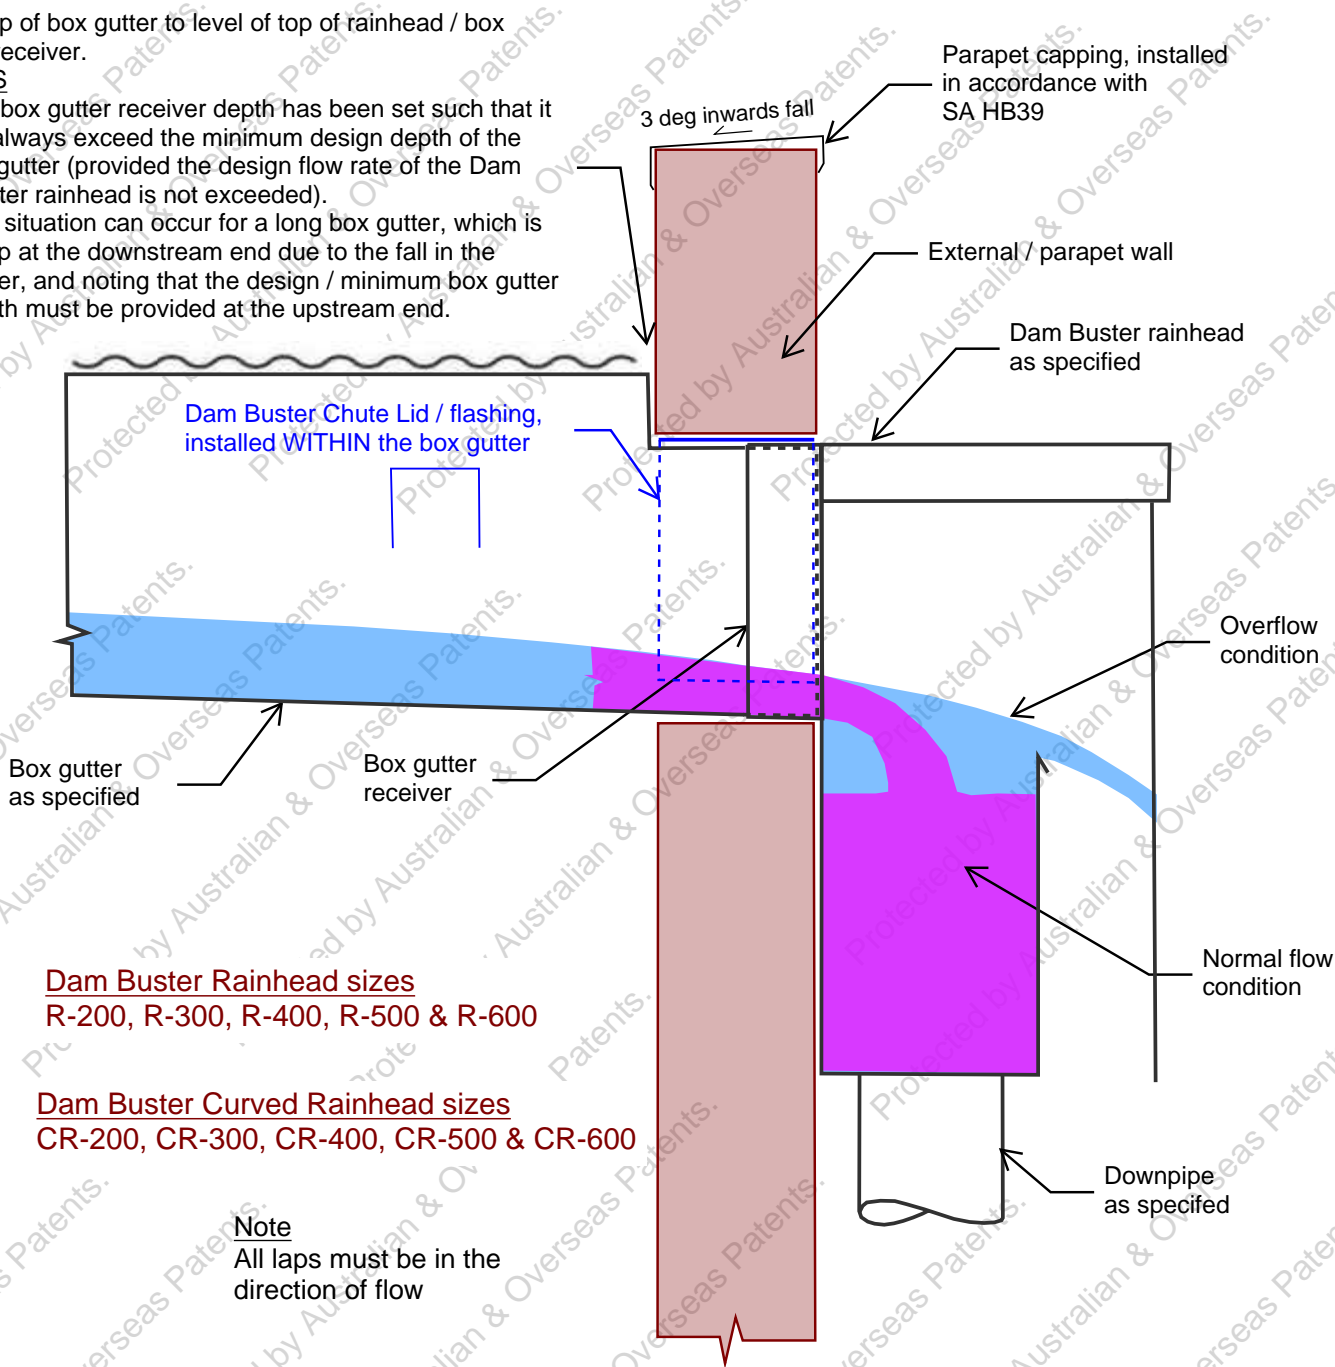 p of box gutter to level of top of rainhead / box
eceiver.
S
box gutter receiver depth has been set such that it
always exceed the minimum design depth of the
gutter (provided the design flow rate of the Dam
ter rainhead is not exceeded).
situation can occur for a long box gutter, which is
p at the downstream end due to the fall in the
er, and noting that the design / minimum box gutter
th must be provided at the upstream end.
3 deg inwards fall
Parapet capping, installed
in accordance with
SA HB39
External / parapet wall
Dam Buster rainhead
as specified
Dam Buster Chute Lid / flashing,
installed WITHIN the box gutter
Overflow
condition
Box gutter
as specified
Box gutter
receiver
Normal flow
condition
Dam Buster Rainhead sizes
R-200, R-300, R-400, R-500 & R-600
Dam Buster Curved Rainhead sizes
CR-200, CR-300, CR-400, CR-500 & CR-600
Downpipe
as specifed
Note
All laps must be in the
direction of flow
Protected by Australian & Overseas Patents.